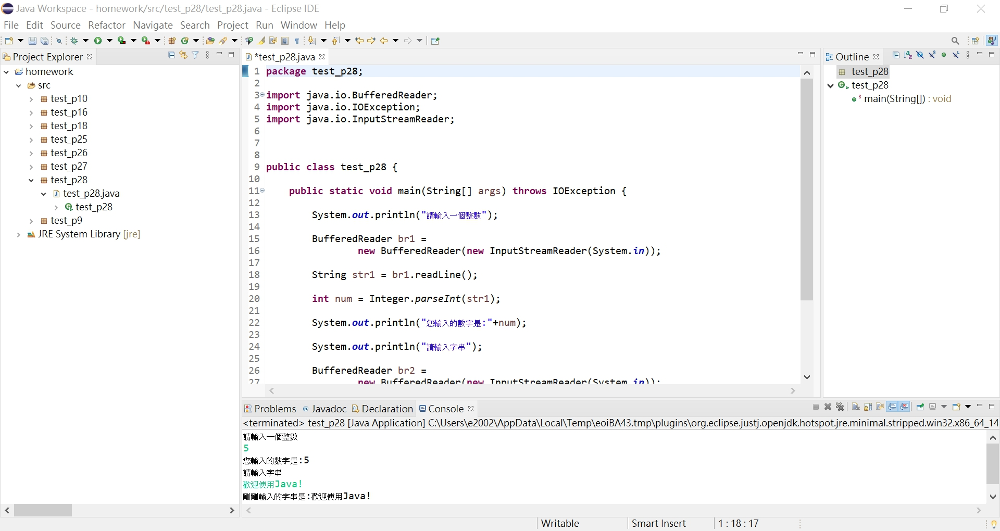 Java Workspace - homework/src/test_p28/test_p28.java - Eclipse IDE
File Edit Source Refactor Navigate Search Project Run Window Help
Project Explorer
homework
src
test_p10
test_p16
test_p18
test_p25
test_p26
test_p27
test_p28
test_p28.java
test_p28
test_p9
JRE System Library [jre]
*test_p28.java
1 package test_p28;
2
3 import java.io.BufferedReader;
4 import java.io.IOException;
5 import java.io.InputStreamReader;
6
7
8
9 public class test_p28 {
10
11 public static void main(String[] args) throws IOException {
12
13 System.out.println("請輸入一個整數");
14
15 BufferedReader br1 =
16 new BufferedReader(new InputStreamReader(System.in));
17
18 String str1 = br1.readLine();
19
20 int num = Integer.parseInt(str1);
21
22 System.out.println("您輸入的數字是:"+num);
23
24 System.out.println("請輸入字串");
25
26 BufferedReader br2 =
27 new BufferedReader(new InputStreamReader(System.in));
Outline
test_p28
test_p28
main(String[]) : void
Problems Javadoc Declaration Console
<terminated> test_p28 [Java Application] C:\Users\e2002\AppData\Local\Temp\eoiBA43.tmp\plugins\org.eclipse.justj.openjdk.hotspot.jre.minimal.stripped.win32.x86_64_14
請輸入一個整數
5
您輸入的數字是:5
請輸入字串
歡迎使用Java!
剛剛輸入的字串是:歡迎使用Java!
Writable Smart Insert 1 : 18 : 17